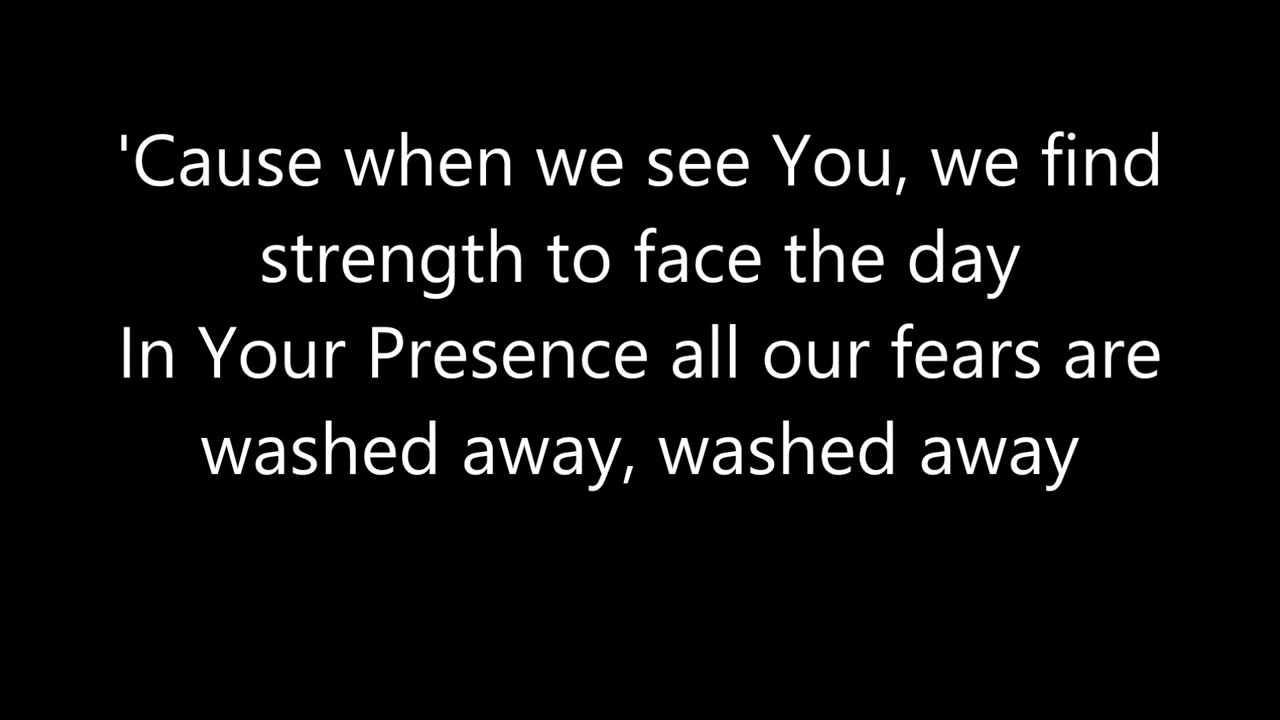 'Cause when we see You, we find
strength to face the day
In Your Presence all our fears are
washed away, washed away